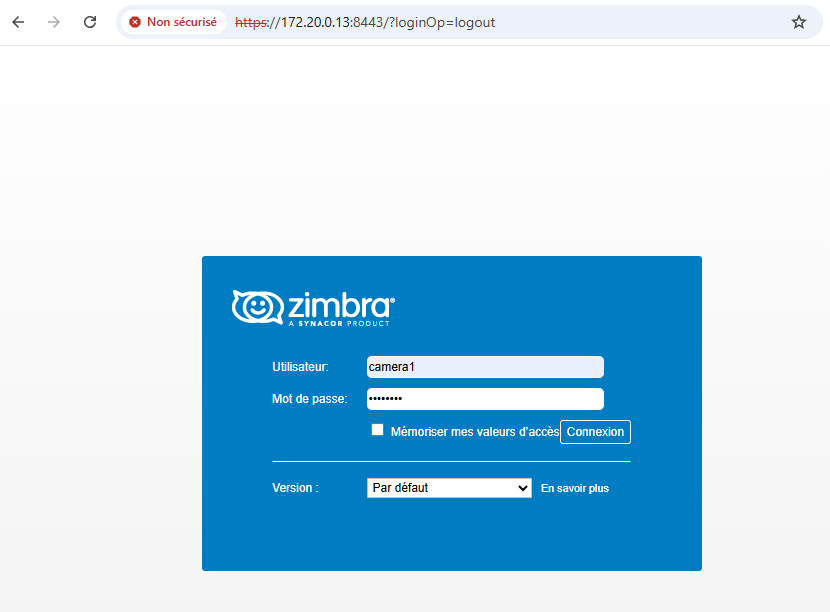 Non sécurisé https://172.20.0.13:8443/?loginOp=logout
zimbra®
A SYNACOR PRODUCT
Utilisateur: camera1
Mot de passe: ••••••••
Mémoriser mes valeurs d'accès Connexion
Version : Par défaut En savoir plus